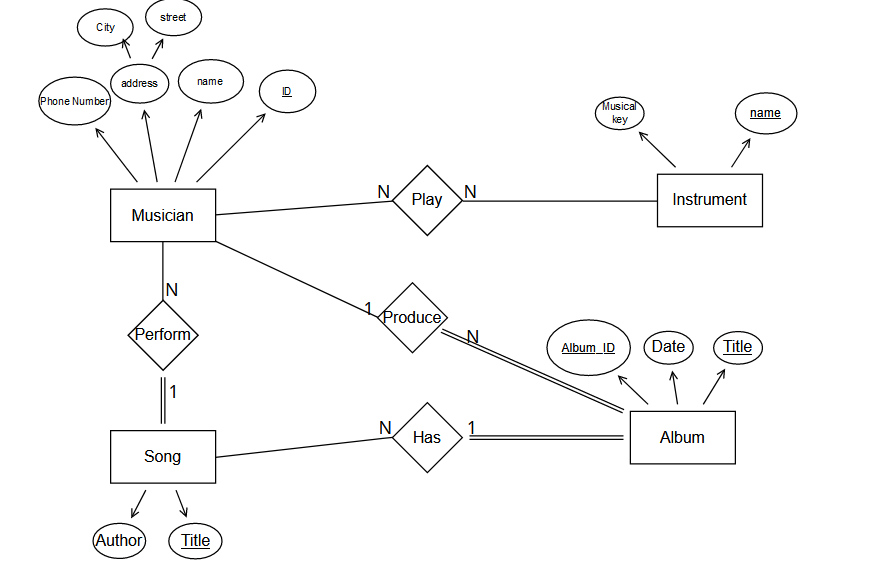 City
street
address
name
ID
Phone Number
Musical
key
name
Musician
N
Play
N
Instrument
N
1
Produce
Perform
N
Album_ID
Date
Title
1
N
Has
1
Album
Song
Author
Title